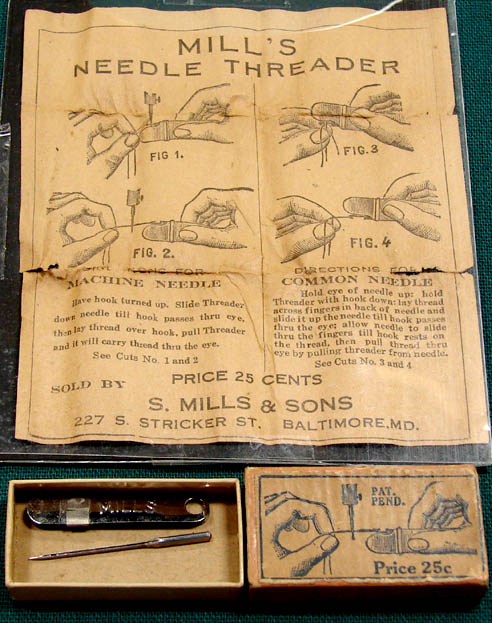 MILL'S
NEEDLE THREADER
FIG 1.
FIG.3
FIG. 2.
FIG. 4
DIRECTIONS FOR
MACHINE NEEDLE
Have hook turned up. Slide Threader
down needle till hook passes thru eye,
then lay thread over hook, pull Threader
and it will carry thread thru the eye.
See Cuts No. 1 and 2
DIRECTIONS FOR
COMMON NEEDLE
Hold eye of needle up: hold
Threader with hook down: lay thread
across fingers in back of needle and
slide it up the needle till hook passes
thru the eye; allow needle to slide
thru the fingers till hook rests on
the thread, then pull thread thru
eye by pulling threader from needle.
See Cuts No. 3 and 4
SOLD BY
PRICE 25 CENTS
S. MILLS & SONS
227 S. STRICKER ST. BALTIMORE, MD.
MILLS
PAT.
PEND.
Price 25c